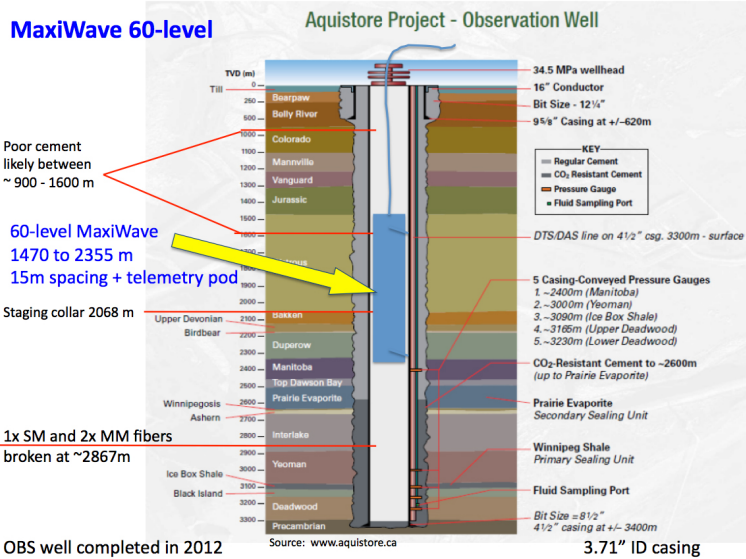 MaxiWave 60-level
Aquistore Project - Observation Well
TVD (m)
0
250
500
1000
1100
1200
1300
1400
1500
1600
1900
2000
2100
2200
2300
2400
2500
2600
2700
2800
2900
3000
3100
3200
3300
Till
Bearpaw
Belly River
Colorado
Mannville
Vanguard
Jurassic
Bakken
Upper Devonian
Birdbear
Duperow
Manitoba
Top Dawson Bay
Prairie Evaporite
Winnipegosis
Ashern
Interlake
Yeoman
Ice Box Shale
Black Island
Deadwood
Precambrian
Poor cement
likely between
~ 900 - 1600 m
60-level MaxiWave
1470 to 2355 m
15m spacing + telemetry pod
Staging collar 2068 m
1x SM and 2x MM fibers
broken at ~2867m
34.5 MPa wellhead
16" Conductor
Bit Size - 12¼"
9⅝" Casing at +/-620m
KEY
Regular Cement
CO₂ Resistant Cement
Pressure Gauge
Fluid Sampling Port
DTS/DAS line on 4½" csg. 3300m - surface
5 Casing-Conveyed Pressure Gauges
1. ~2400m (Manitoba)
2. ~3000m (Yeoman)
3. ~3090m (Ice Box Shale)
4. ~3165m (Upper Deadwood)
5. ~3230m (Lower Deadwood)
CO₂-Resistant Cement to ~2600m
(up to Prairie Evaporite)
Prairie Evaporite
Secondary Sealing Unit
Winnipeg Shale
Primary Sealing Unit
Fluid Sampling Port
Bit Size = 8½"
4½" casing at +/- 3400m
OBS well completed in 2012
Source: www.aquistore.ca
3.71” ID casing